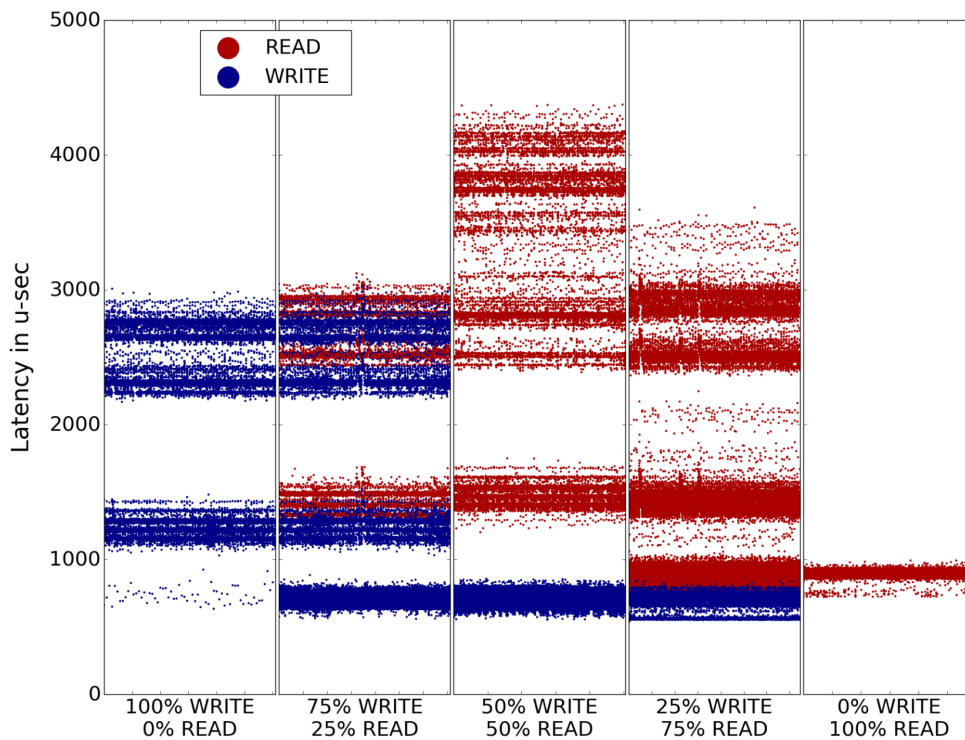 5000
4000
3000
2000
1000
0
Latency in u-sec
READ
WRITE
100% WRITE
0% READ
75% WRITE
25% READ
50% WRITE
50% READ
25% WRITE
75% READ
0% WRITE
100% READ